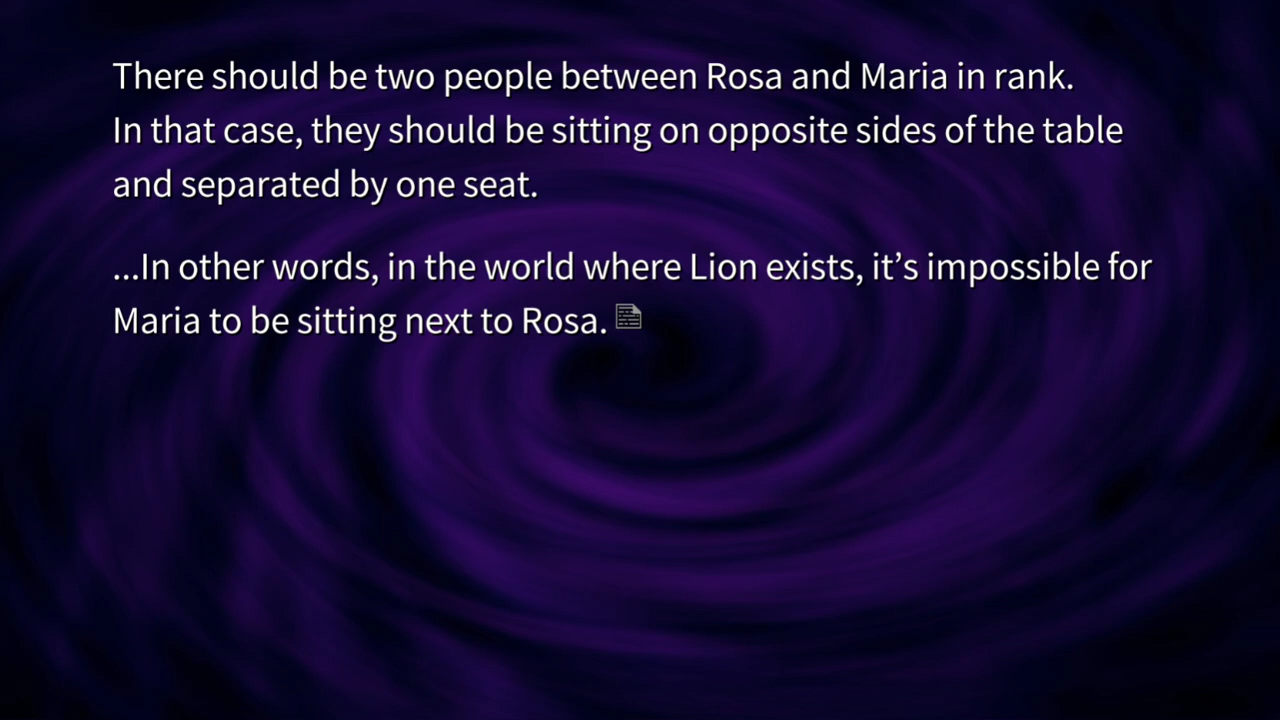 There should be two people between Rosa and Maria in rank.
In that case, they should be sitting on opposite sides of the table
and separated by one seat.
...In other words, in the world where Lion exists, it’s impossible for
Maria to be sitting next to Rosa.